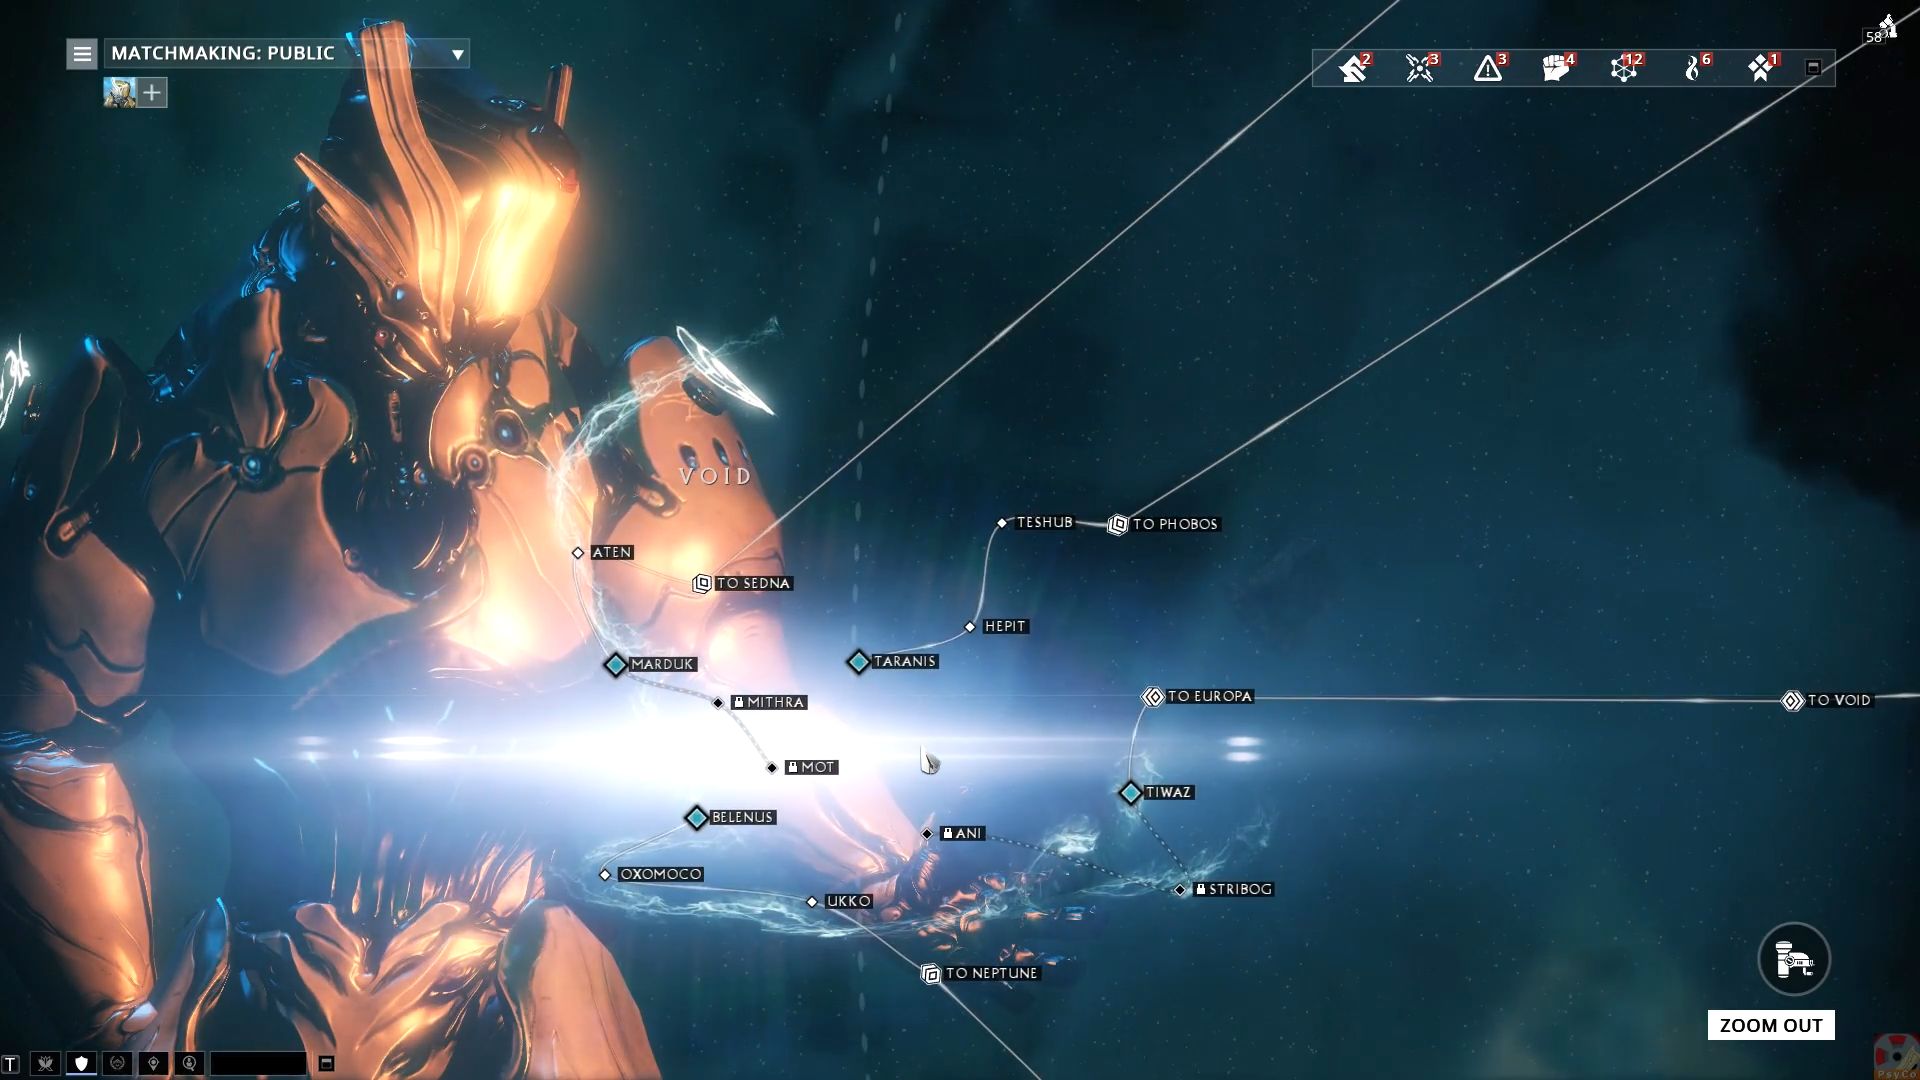 MATCHMAKING: PUBLIC
2
3
3
4
12
6
1
58
VOID
TESHUB
TO PHOBOS
ATEN
TO SEDNA
HEPIT
MARDUK
TARANIS
MITHRA
TO EUROPA
TO VOID
MOT
TIWAZ
BELENUS
ANI
OXOMOCO
STRIBOG
UKKO
TO NEPTUNE
ZOOM OUT
T
PsyCo